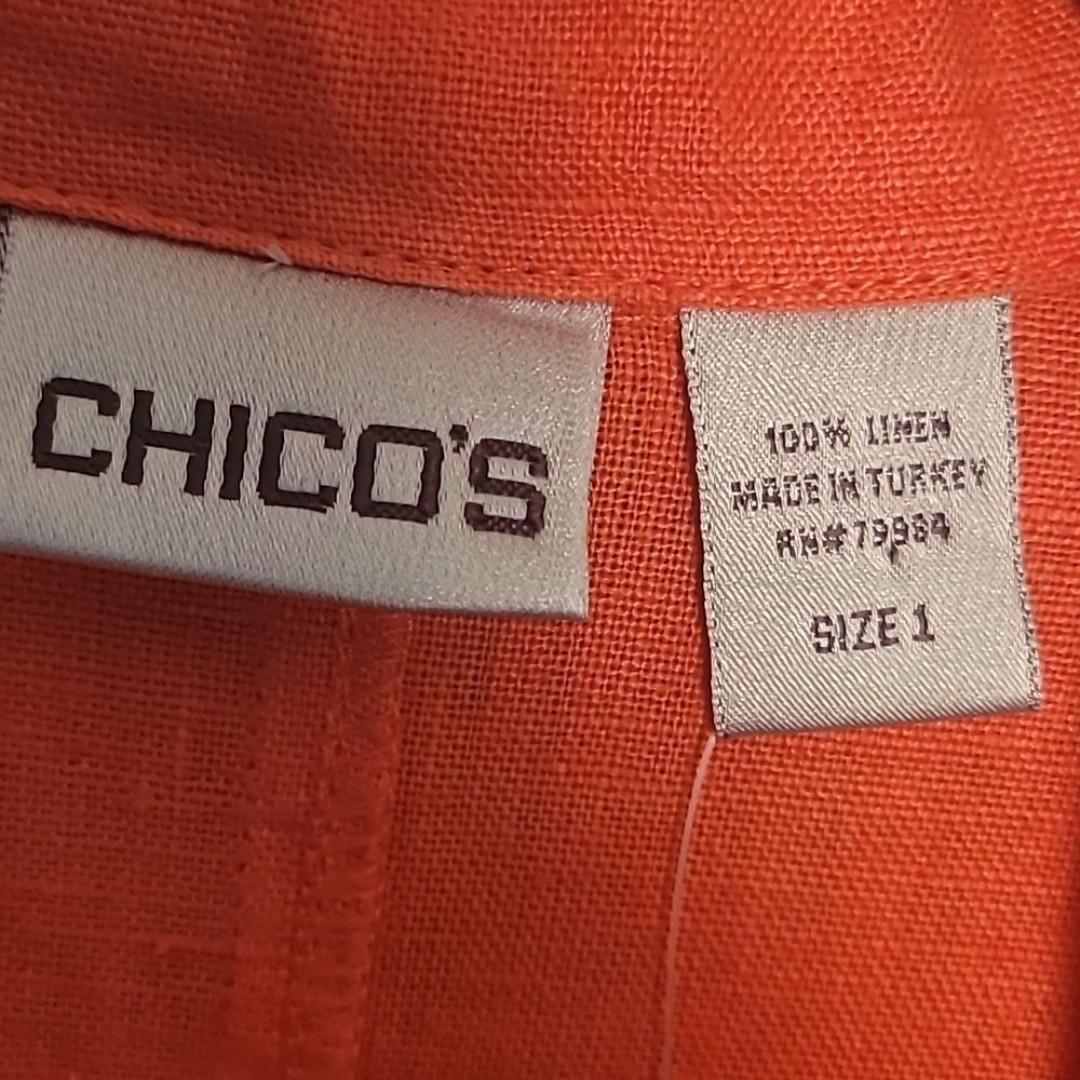 CHICO'S
100% LINEN
MADE IN TURKEY
RN#79984
SIZE 1